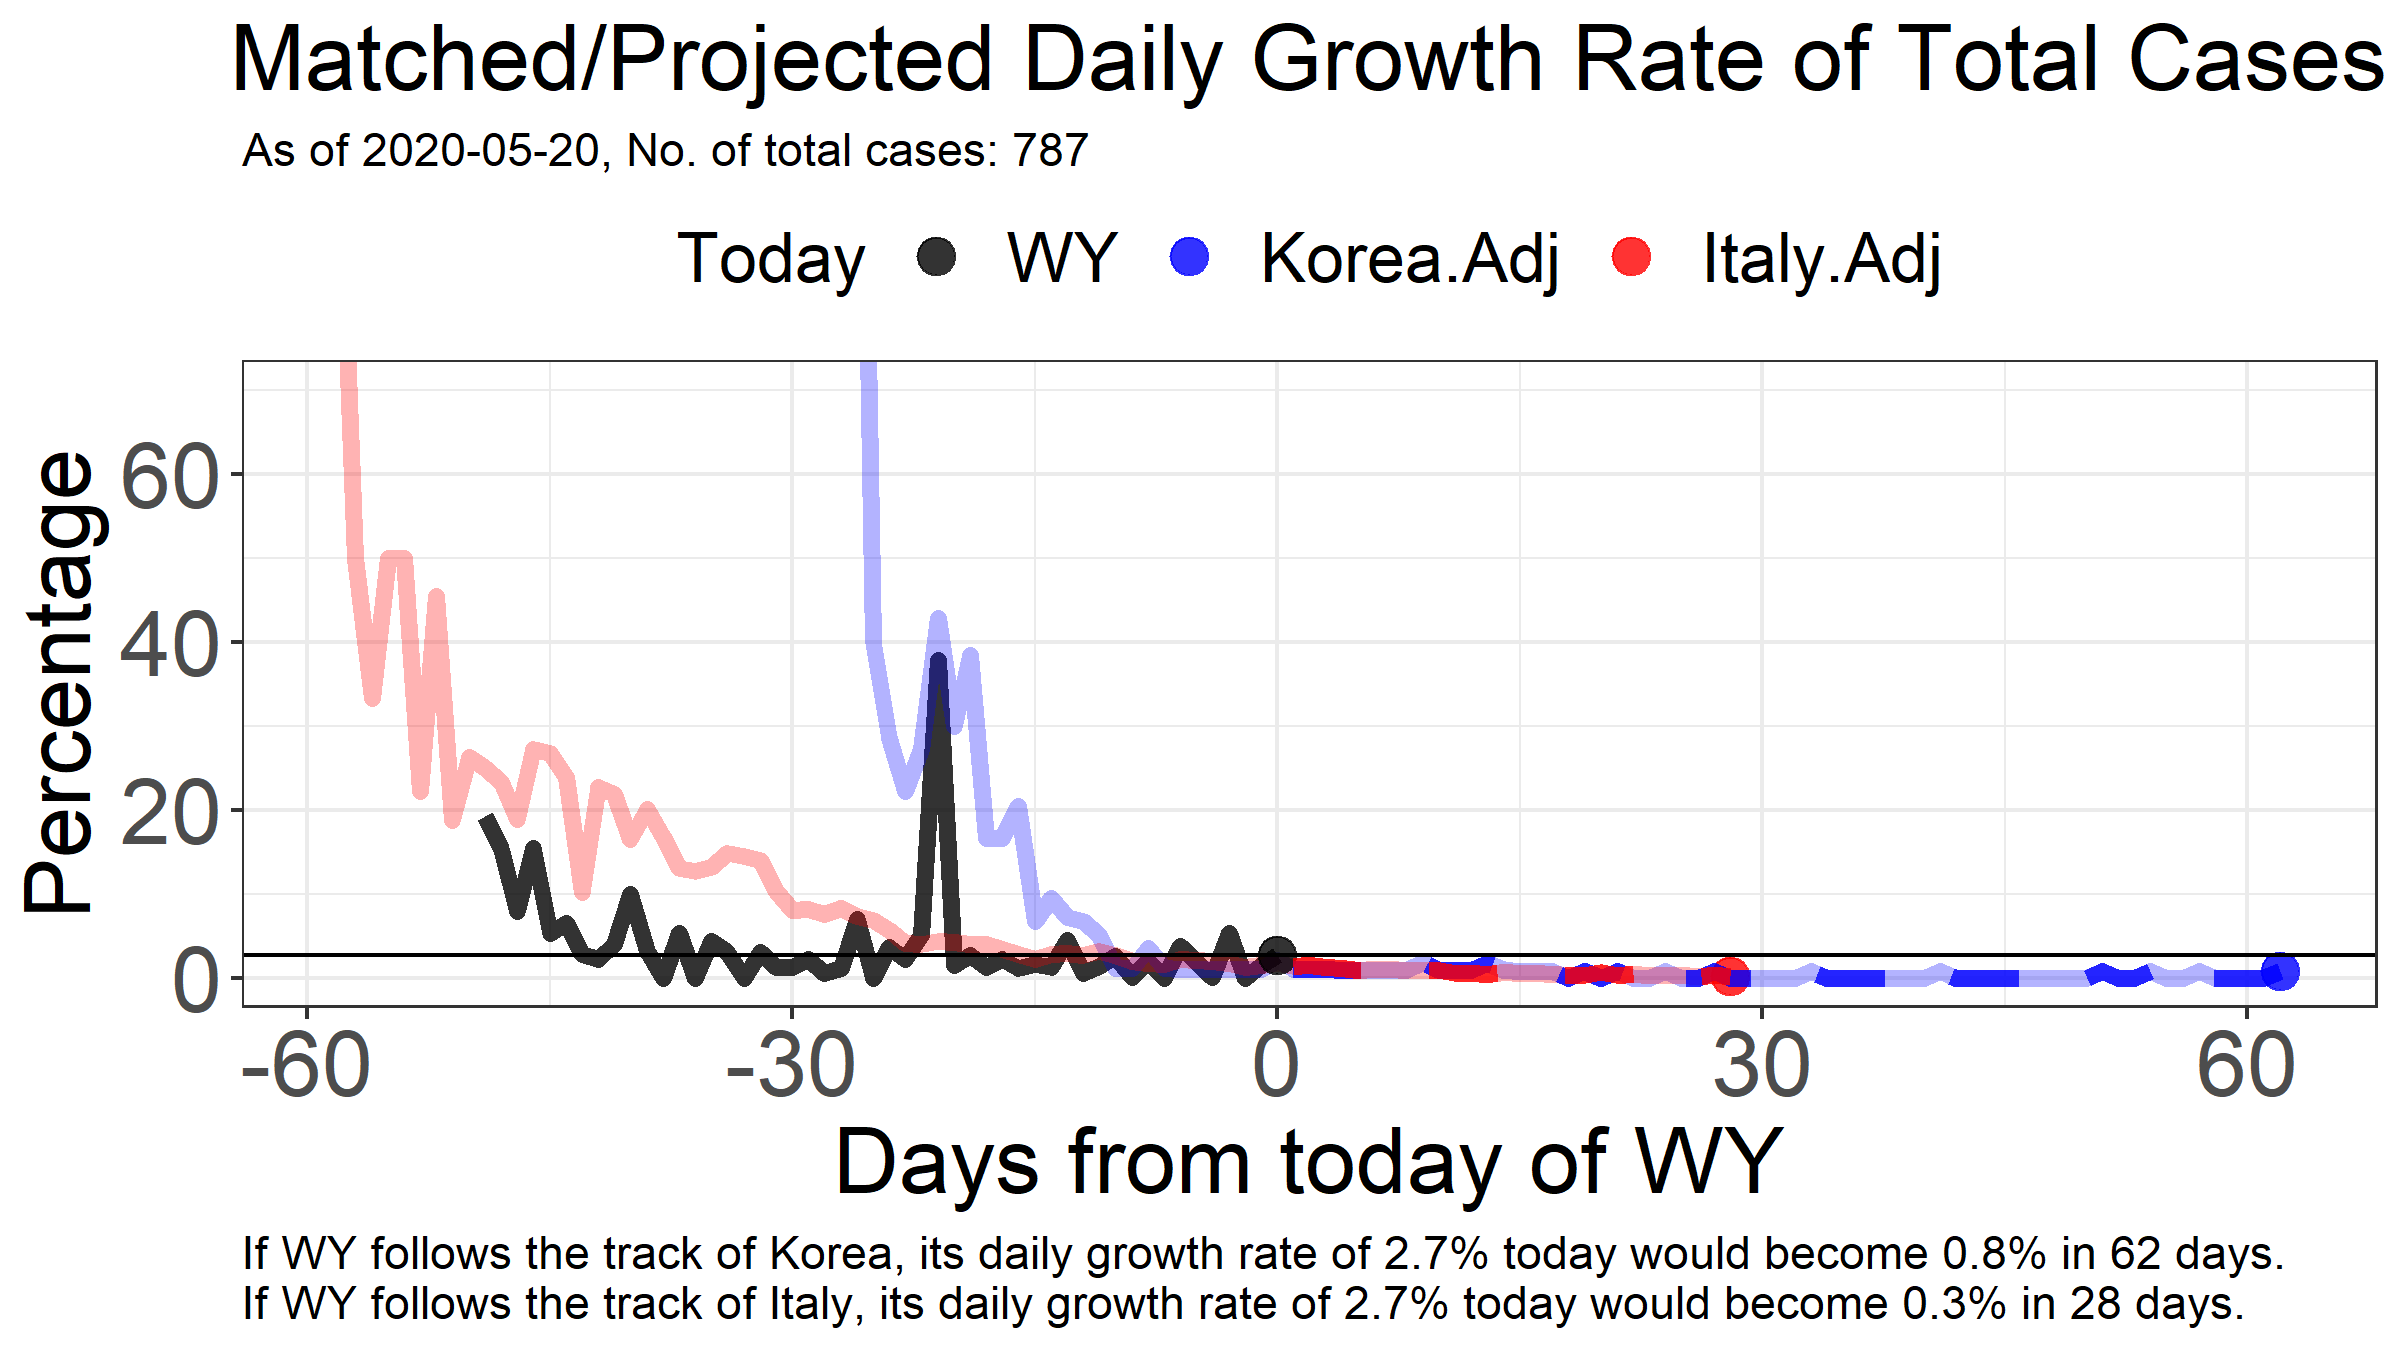 Matched/Projected Daily Growth Rate of Total Cases
As of 2020-05-20, No. of total cases: 787
Today WY Korea.Adj Italy.Adj
Percentage
60
40
20
0
-60 -30 0 30 60
Days from today of WY
If WY follows the track of Korea, its daily growth rate of 2.7% today would become 0.8% in 62 days.
If WY follows the track of Italy, its daily growth rate of 2.7% today would become 0.3% in 28 days.